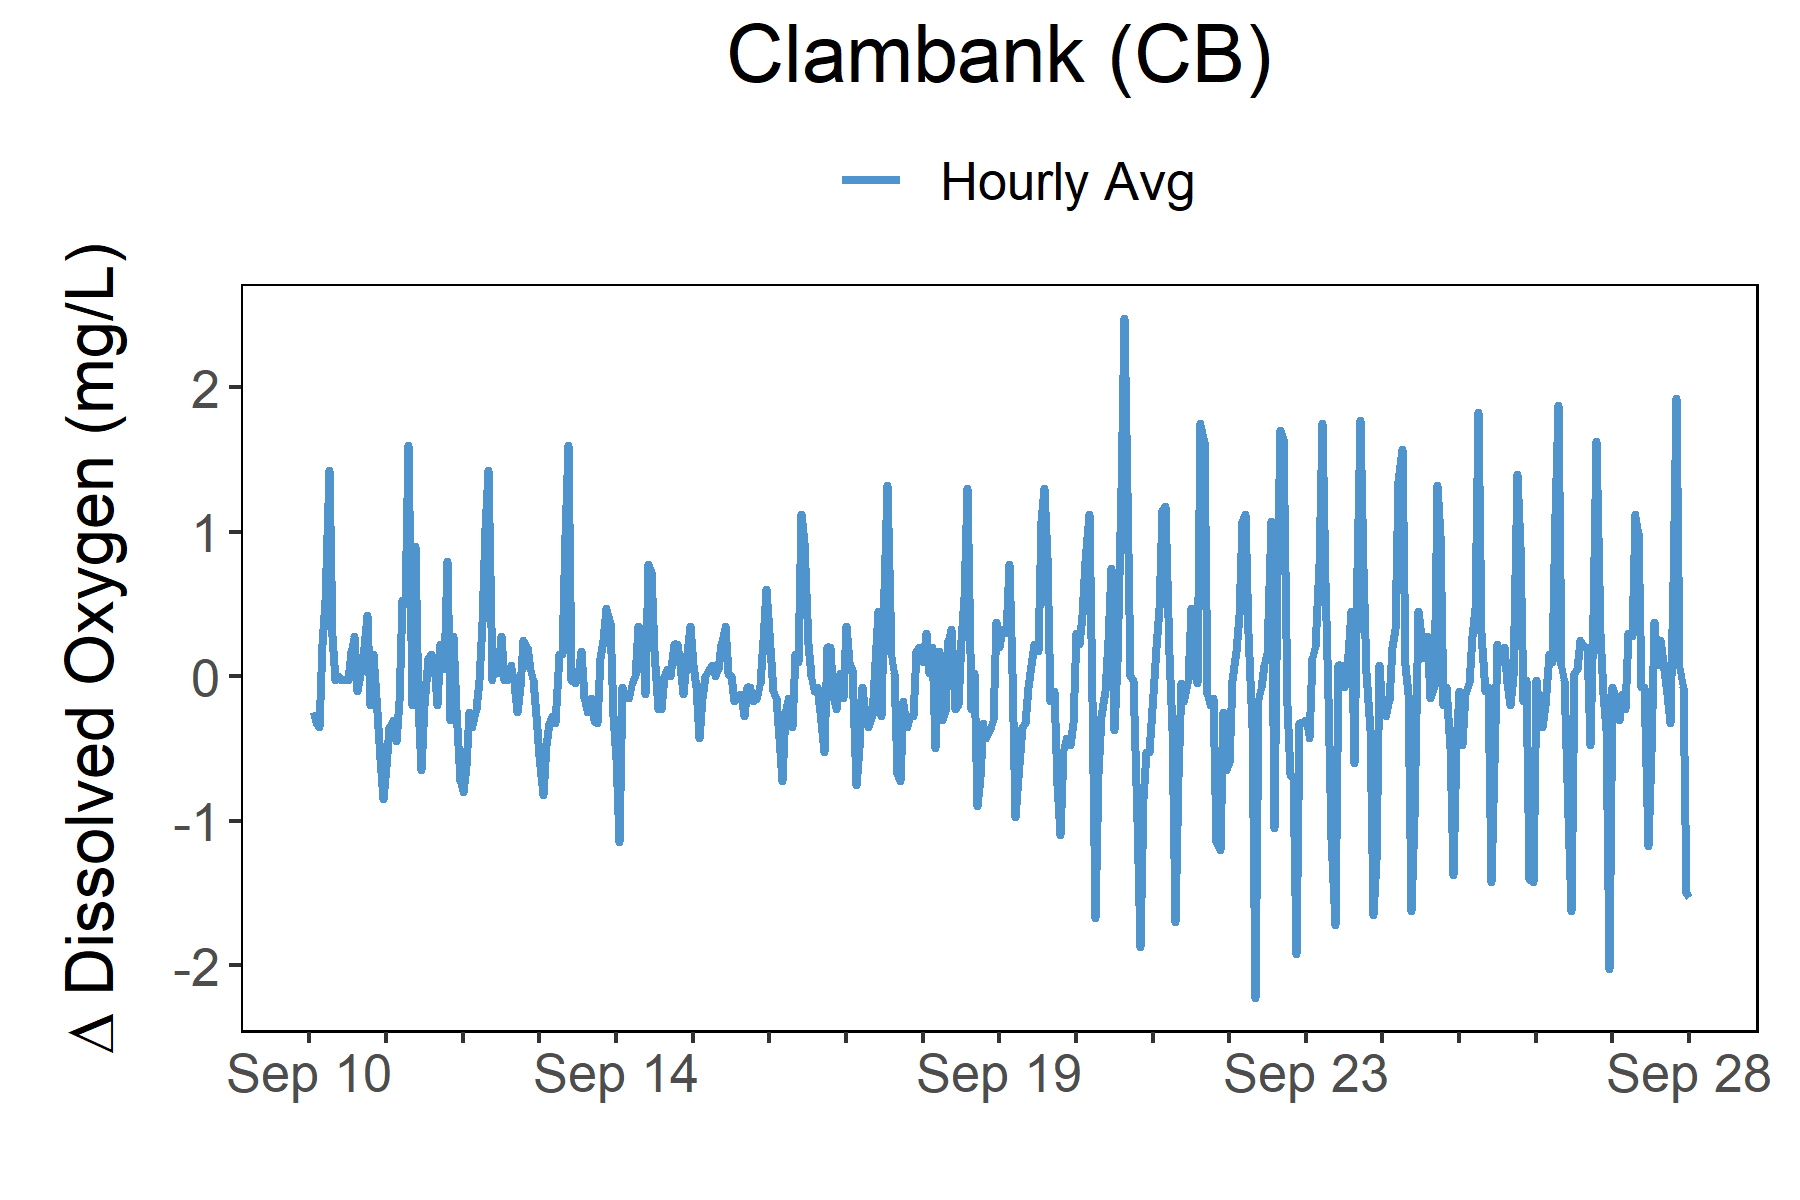 Clambank (CB)
Hourly Avg
Δ Dissolved Oxygen (mg/L)
2
1
0
-1
-2
Sep 10 Sep 14 Sep 19 Sep 23 Sep 28